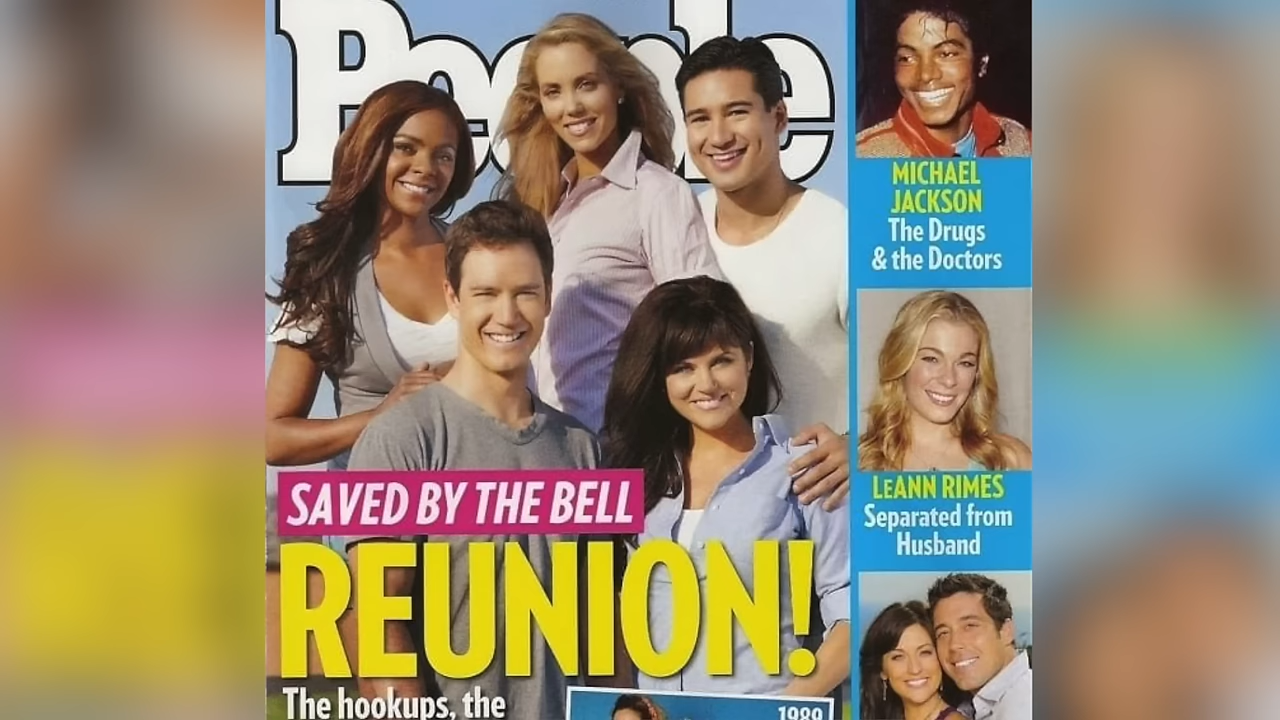 People
MICHAEL
JACKSON
The Drugs
& the Doctors
LEANN RIMES
Separated from
Husband
SAVED BY THE BELL
REUNION!
The hookups, the
1989